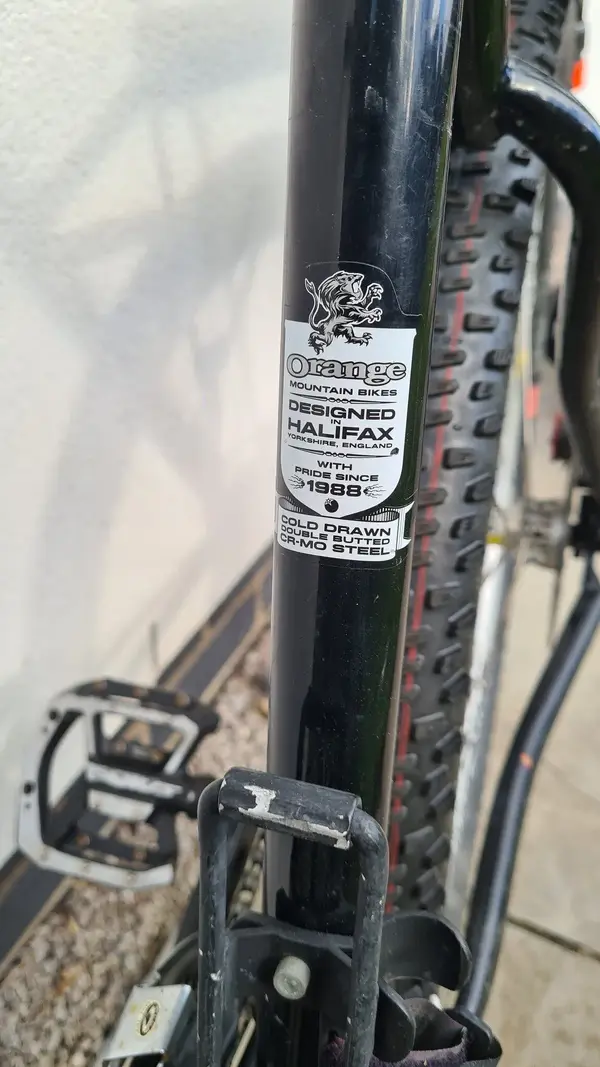 Orange
MOUNTAIN BIKES
DESIGNED
IN
HALIFAX
YORKSHIRE, ENGLAND
WITH
PRIDE SINCE
1988
COLD DRAWN
DOUBLE BUTTED
CR-MO STEEL